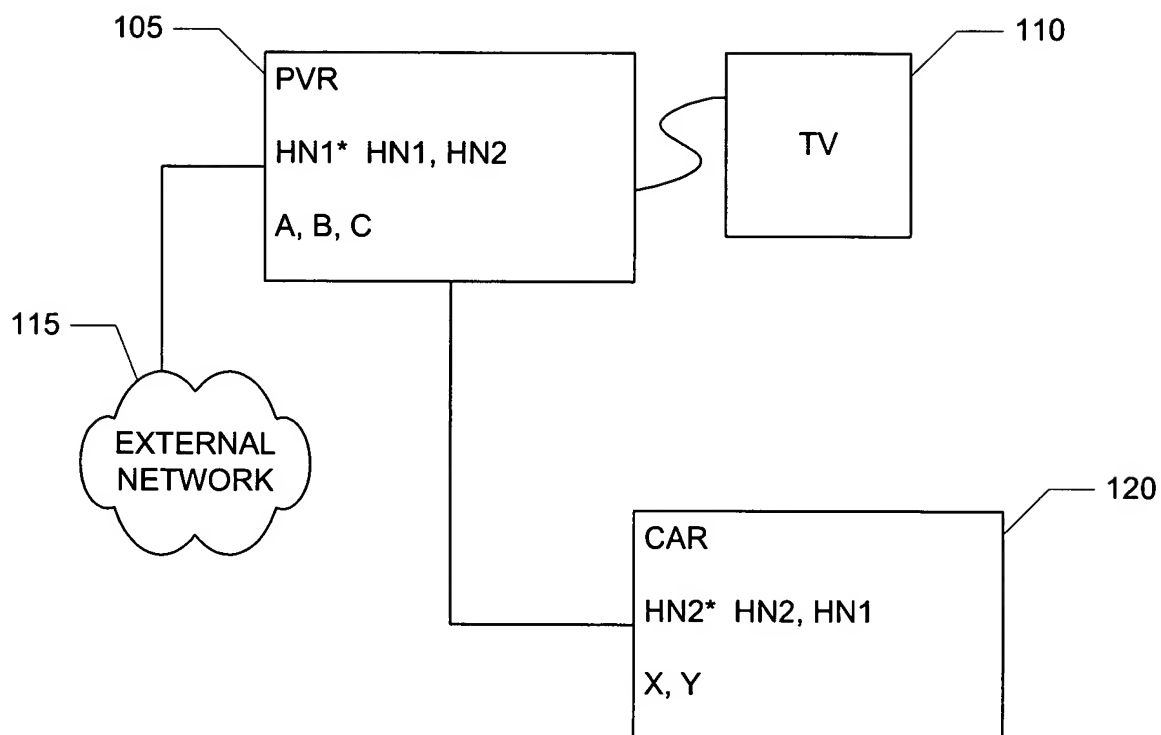 105
110
PVR
HN1* HN1, HN2
A, B, C
TV
115
EXTERNAL
NETWORK
120
CAR
HN2* HN2, HN1
X, Y